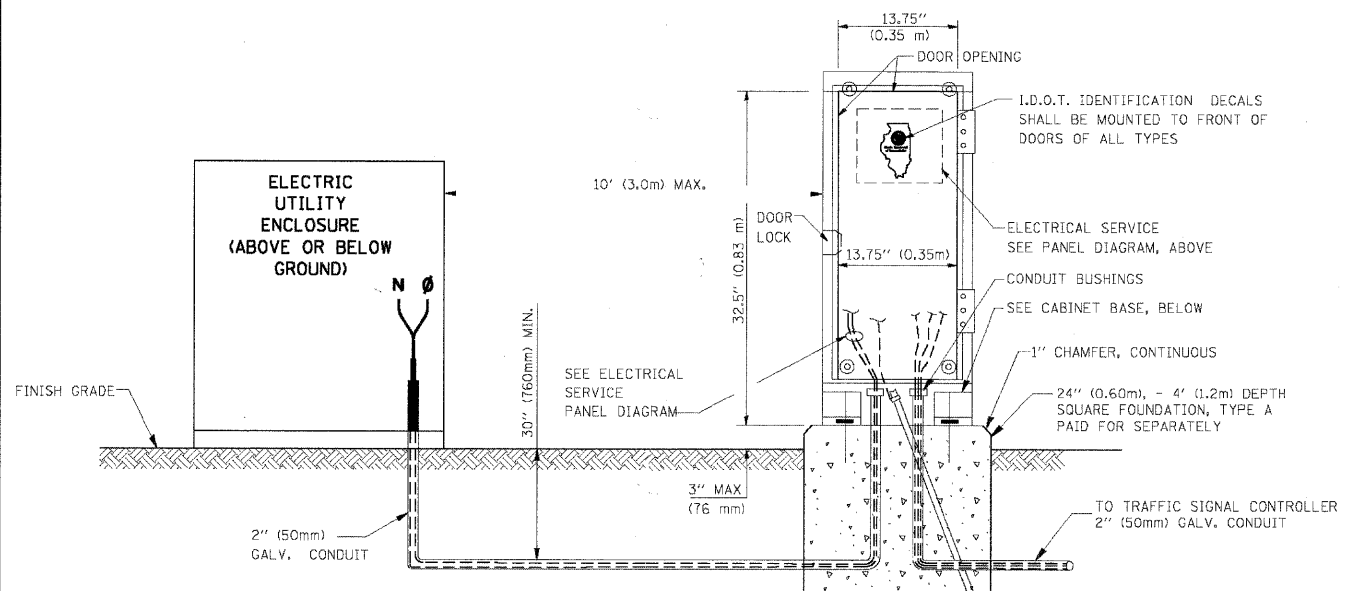 13.75"
(0.35 m)
DOOR OPENING
I.D.O.T. IDENTIFICATION DECALS
SHALL BE MOUNTED TO FRONT OF
DOORS OF ALL TYPES
ELECTRIC
UTILITY
ENCLOSURE
(ABOVE OR BELOW
GROUND)
N Ø
10' (3.0m) MAX.
DOOR
LOCK
32.5" (0.83 m)
13.75" (0.35m)
ELECTRICAL SERVICE
SEE PANEL DIAGRAM, ABOVE
CONDUIT BUSHINGS
SEE CABINET BASE, BELOW
1" CHAMFER, CONTINUOUS
24" (0.60m), - 4' (1.2m) DEPTH
SQUARE FOUNDATION, TYPE A
PAID FOR SEPARATELY
FINISH GRADE
30" (760mm) MIN.
SEE ELECTRICAL
SERVICE
PANEL DIAGRAM
3" MAX
(76 mm)
2" (50mm)
GALV. CONDUIT
TO TRAFFIC SIGNAL CONTROLLER
2" (50mm) GALV. CONDUIT